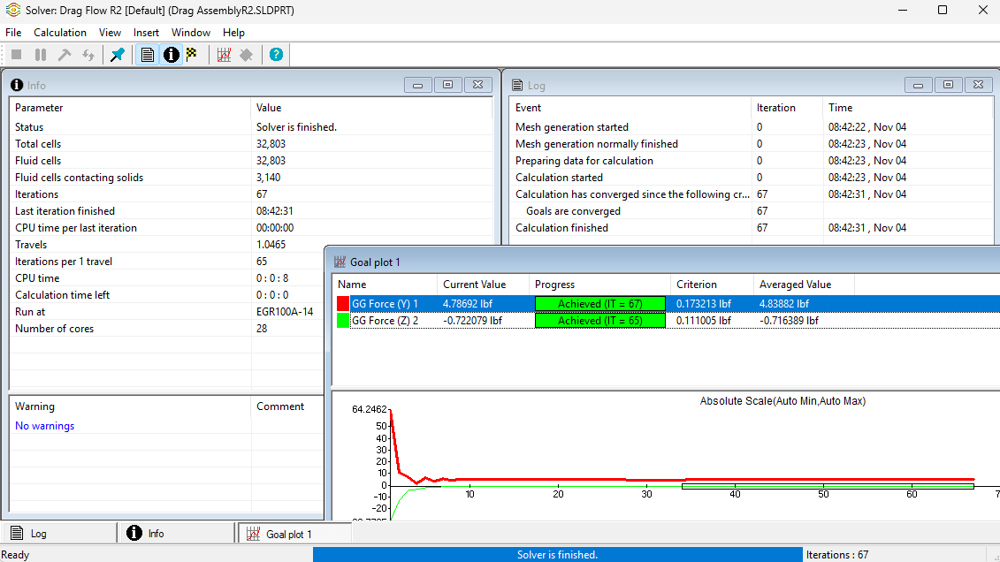 Solver: Drag Flow R2 [Default] (Drag AssemblyR2.SLDPRT)
File Calculation View Insert Window Help
Info
Parameter Value
Status Solver is finished.
Total cells 32,803
Fluid cells 32,803
Fluid cells contacting solids 3,140
Iterations 67
Last iteration finished 08:42:31
CPU time per last iteration 00:00:00
Travels 1.0465
Iterations per 1 travel 65
CPU time 0 : 0 : 8
Calculation time left 0 : 0 : 0
Run at EGR100A-14
Number of cores 28
Warning Comment
No warnings
Log
Event Iteration Time
Mesh generation started 0 08:42:22 , Nov 04
Mesh generation normally finished 0 08:42:23 , Nov 04
Preparing data for calculation 0 08:42:23 , Nov 04
Calculation started 0 08:42:23 , Nov 04
Calculation has converged since the following cr... 67 08:42:31 , Nov 04
Goals are converged 67
Calculation finished 67 08:42:31 , Nov 04
Goal plot 1
Name Current Value Progress Criterion Averaged Value
GG Force (Y) 1 4.78692 lbf Achieved (IT = 67) 0.173213 lbf 4.83882 lbf
GG Force (Z) 2 -0.722079 lbf Achieved (IT = 65) 0.111005 lbf -0.716389 lbf
Absolute Scale(Auto Min,Auto Max)
64.2462
50
40
30
20
10
0
-10
-20
10 20 30 40 50 60 7
Log Info Goal plot 1
Ready Solver is finished. Iterations : 67